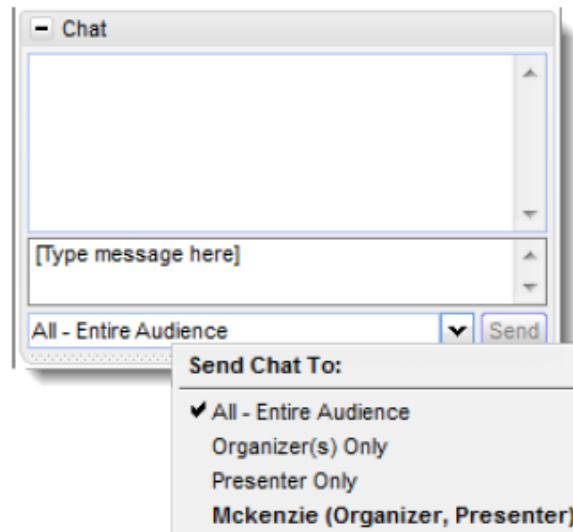 Chat
[Type message here]
All - Entire Audience
Send
Send Chat To:
All - Entire Audience
Organizer(s) Only
Presenter Only
Mckenzie (Organizer, Presenter)